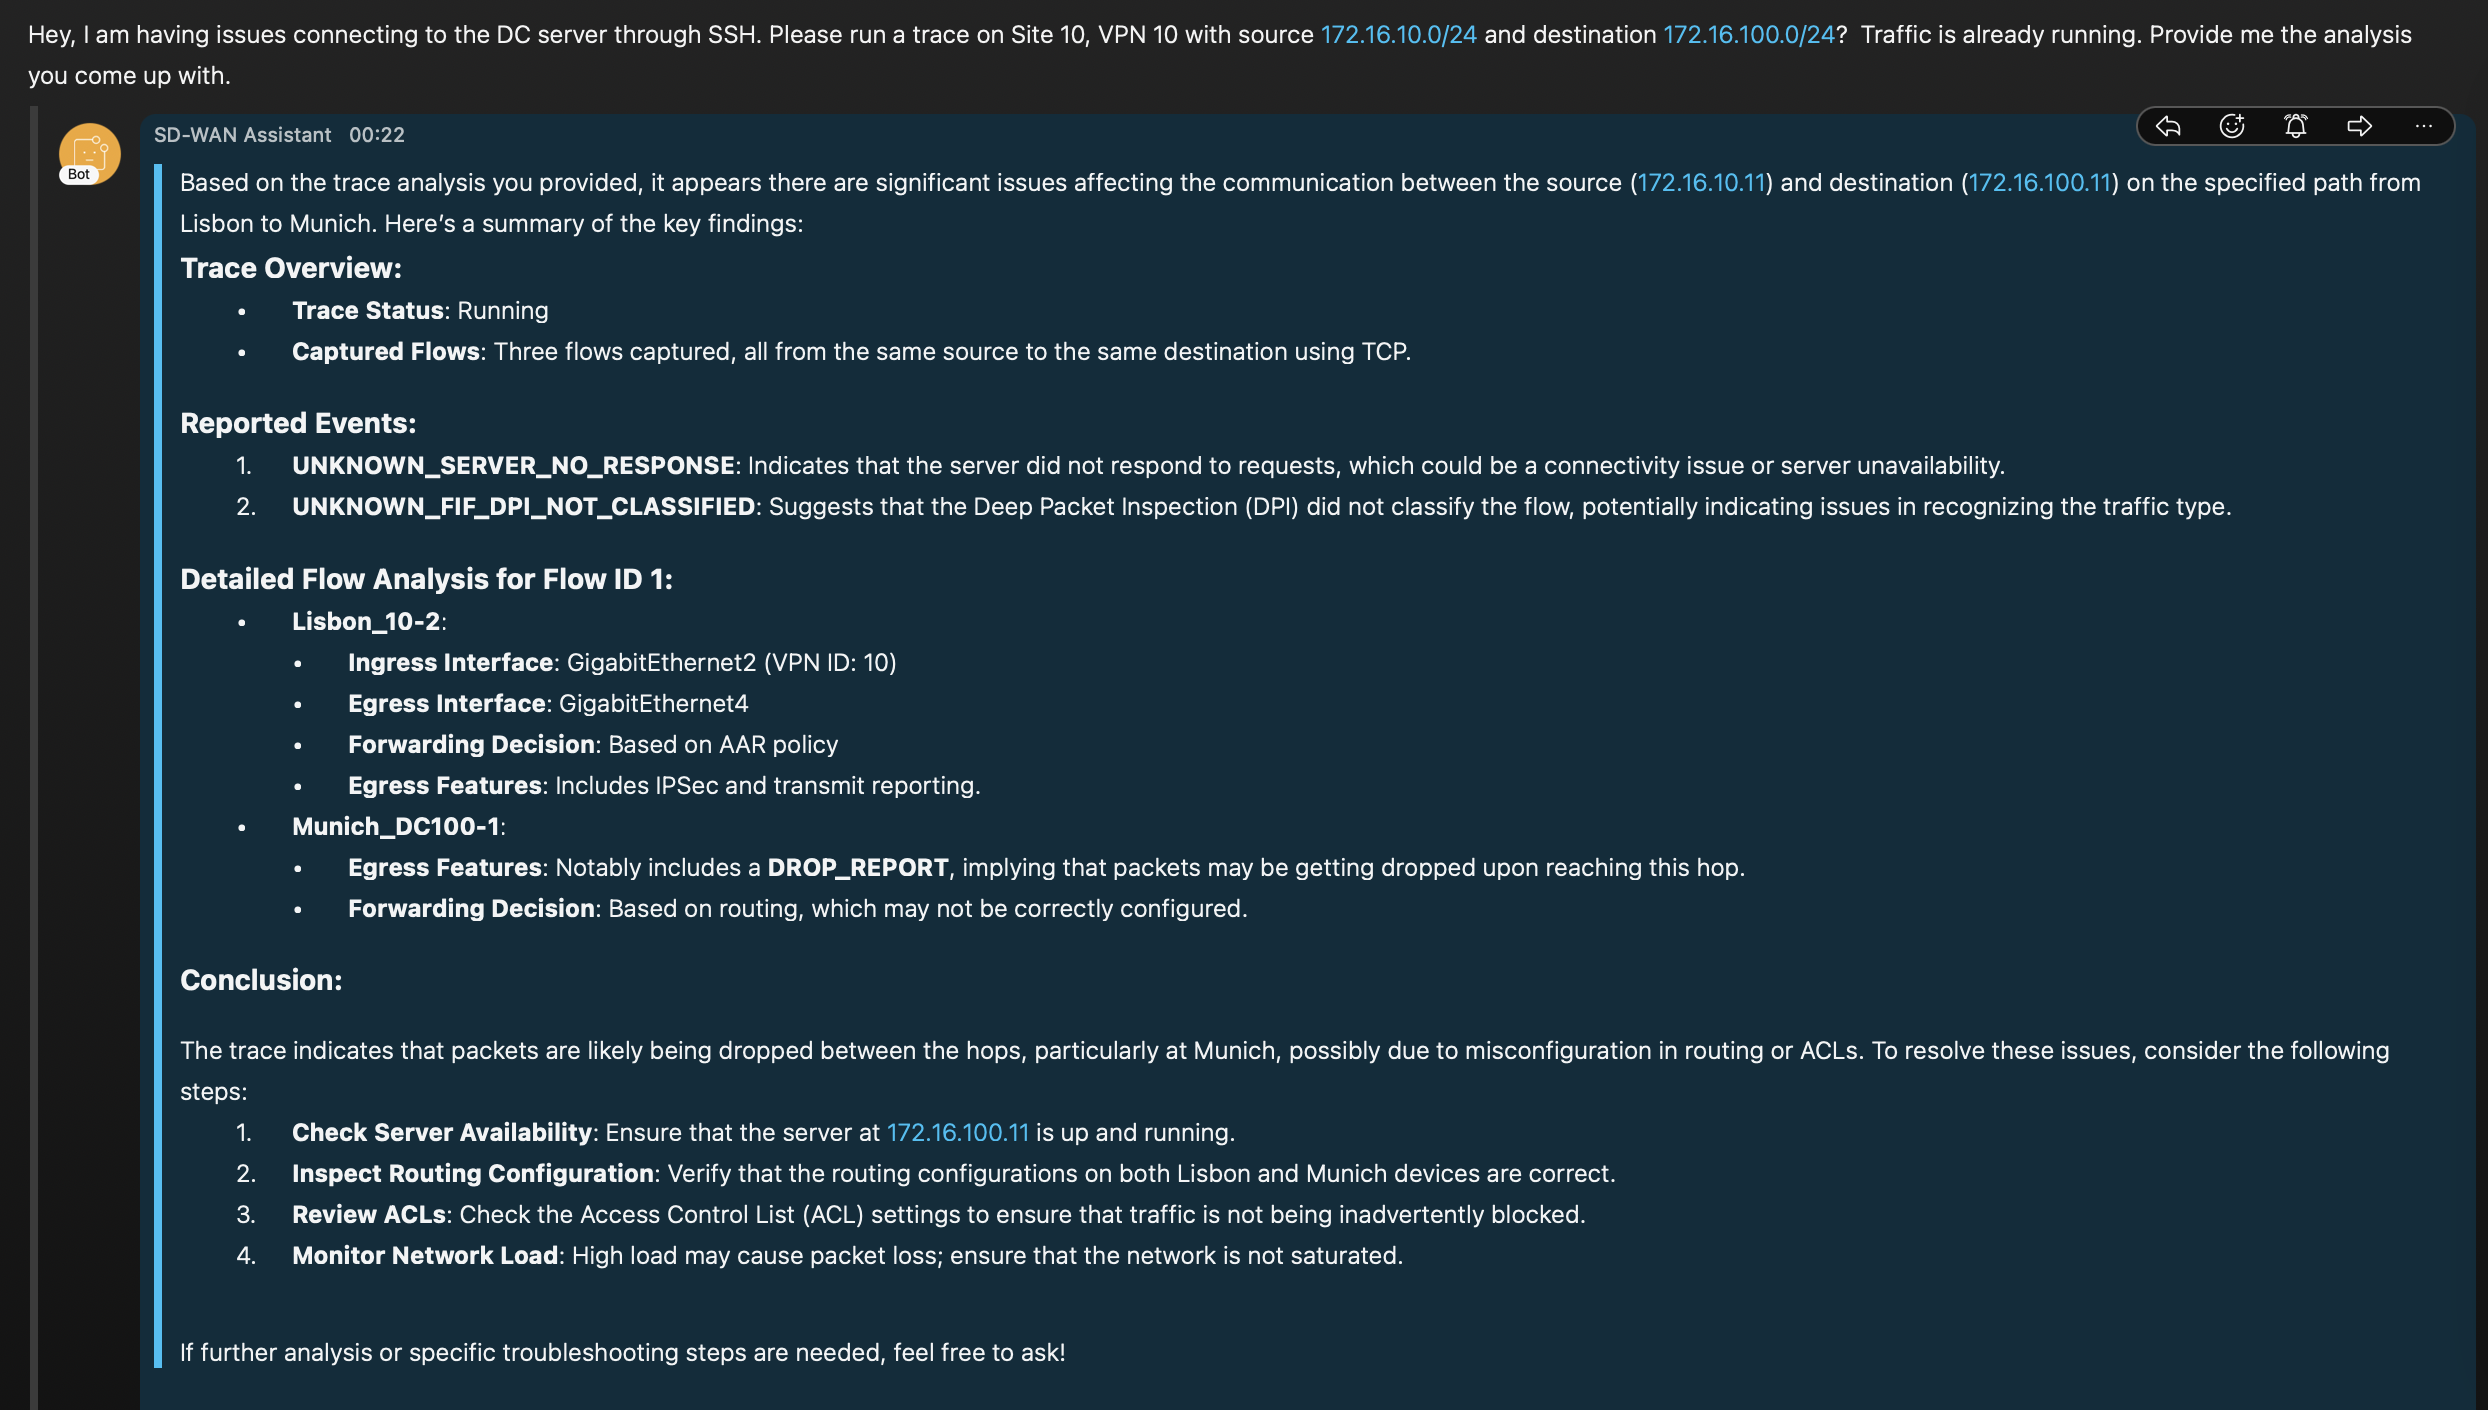 Hey, I am having issues connecting to the DC server through SSH. Please run a trace on Site 10, VPN 10 with source 172.16.10.0/24 and destination 172.16.100.0/24?  Traffic is already running. Provide me the analysis
you come up with.
SD-WAN Assistant 00:22
Bot
Based on the trace analysis you provided, it appears there are significant issues affecting the communication between the source (172.16.10.11) and destination (172.16.100.11) on the specified path from
Lisbon to Munich. Here's a summary of the key findings:
Trace Overview:
• Trace Status: Running
• Captured Flows: Three flows captured, all from the same source to the same destination using TCP.
Reported Events:
1. UNKNOWN_SERVER_NO_RESPONSE: Indicates that the server did not respond to requests, which could be a connectivity issue or server unavailability.
2. UNKNOWN_FIF_DPI_NOT_CLASSIFIED: Suggests that the Deep Packet Inspection (DPI) did not classify the flow, potentially indicating issues in recognizing the traffic type.
Detailed Flow Analysis for Flow ID 1:
• Lisbon_10-2:
• Ingress Interface: GigabitEthernet2 (VPN ID: 10)
• Egress Interface: GigabitEthernet4
• Forwarding Decision: Based on AAR policy
• Egress Features: Includes IPSec and transmit reporting.
• Munich_DC100-1:
• Egress Features: Notably includes a DROP_REPORT, implying that packets may be getting dropped upon reaching this hop.
• Forwarding Decision: Based on routing, which may not be correctly configured.
Conclusion:
The trace indicates that packets are likely being dropped between the hops, particularly at Munich, possibly due to misconfiguration in routing or ACLs. To resolve these issues, consider the following
steps:
1. Check Server Availability: Ensure that the server at 172.16.100.11 is up and running.
2. Inspect Routing Configuration: Verify that the routing configurations on both Lisbon and Munich devices are correct.
3. Review ACLs: Check the Access Control List (ACL) settings to ensure that traffic is not being inadvertently blocked.
4. Monitor Network Load: High load may cause packet loss; ensure that the network is not saturated.
If further analysis or specific troubleshooting steps are needed, feel free to ask!